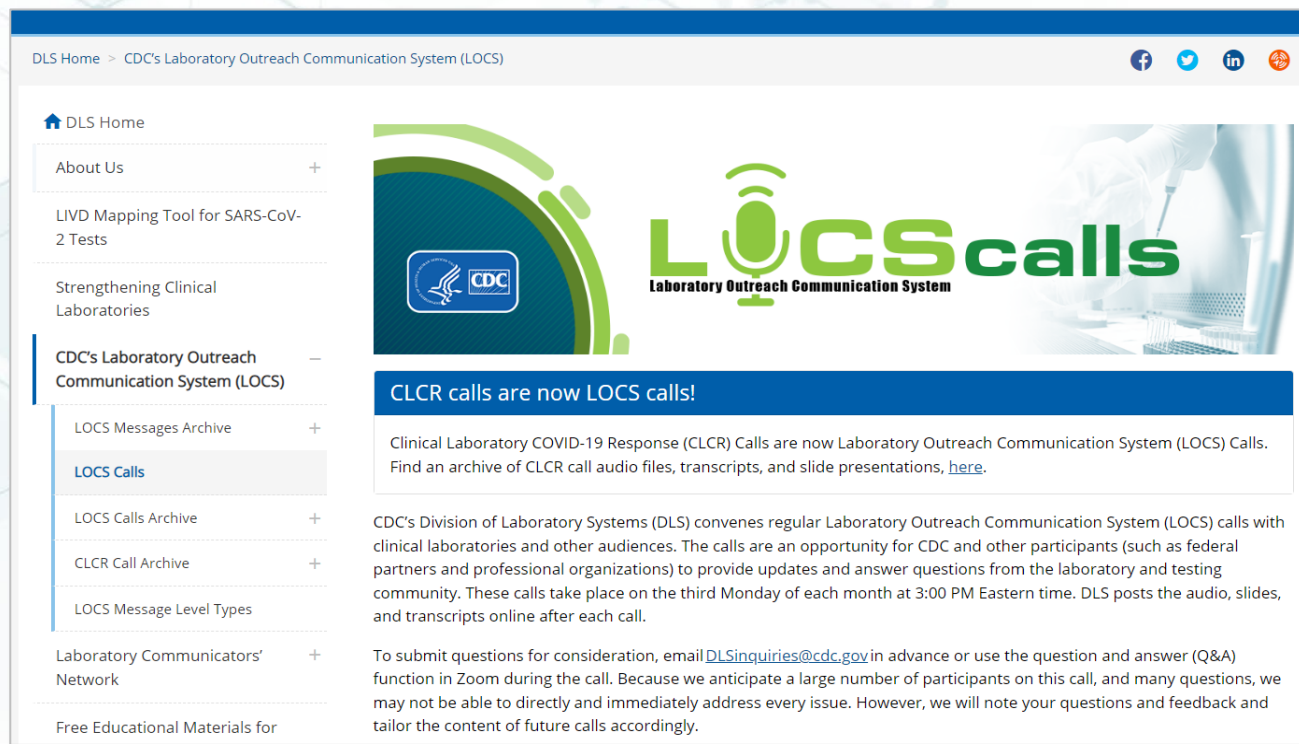 DLS Home > CDC's Laboratory Outreach Communication System (LOCS)
DLS Home
About Us
LIVD Mapping Tool for SARS-CoV-
2 Tests
Strengthening Clinical
Laboratories
CDC's Laboratory Outreach
Communication System (LOCS)
LOCS Messages Archive
LOCS Calls
LOCS Calls Archive
CLCR Call Archive
LOCS Message Level Types
Laboratory Communicators'
Network
Free Educational Materials for
CDC
LOCS calls
Laboratory Outreach Communication System
CLCR calls are now LOCS calls!
Clinical Laboratory COVID-19 Response (CLCR) Calls are now Laboratory Outreach Communication System (LOCS) Calls.
Find an archive of CLCR call audio files, transcripts, and slide presentations, here.
CDC's Division of Laboratory Systems (DLS) convenes regular Laboratory Outreach Communication System (LOCS) calls with
clinical laboratories and other audiences. The calls are an opportunity for CDC and other participants (such as federal
partners and professional organizations) to provide updates and answer questions from the laboratory and testing
community. These calls take place on the third Monday of each month at 3:00 PM Eastern time. DLS posts the audio, slides,
and transcripts online after each call.
To submit questions for consideration, email DLSinquiries@cdc.gov in advance or use the question and answer (Q&A)
function in Zoom during the call. Because we anticipate a large number of participants on this call, and many questions, we
may not be able to directly and immediately address every issue. However, we will note your questions and feedback and
tailor the content of future calls accordingly.